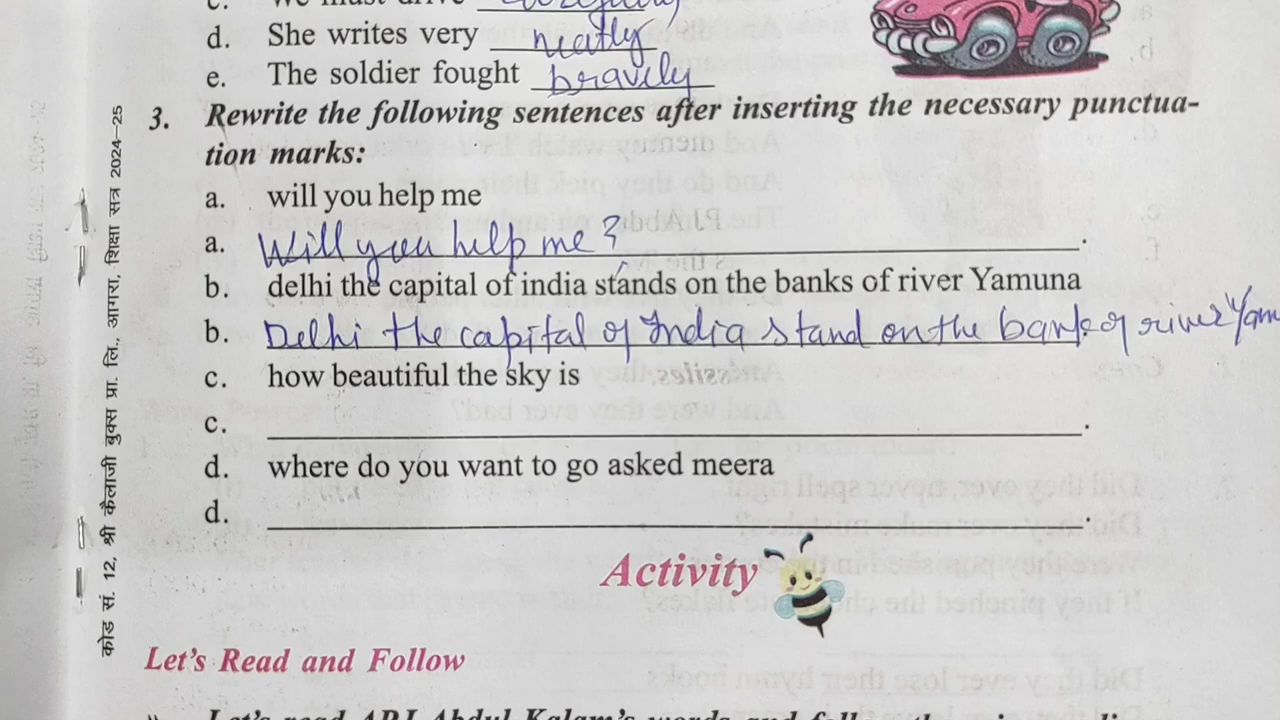 d. She writes very neatly
e. The soldier fought bravely
3. Rewrite the following sentences after inserting the necessary punctua-
tion marks:
a. will you help me
a. Will you help me ? .
b. delhi the capital of india stands on the banks of river Yamuna
b. Delhi the capital of India stand on the bank of river Yam
c. how beautiful the sky is
c. .
d. where do you want to go asked meera
d. .
Activity
Let's Read and Follow
कोड सं. 12, श्री कैलाजी बुक्स प्रा. लि., आगरा, शिक्षा सत्र 2024–25